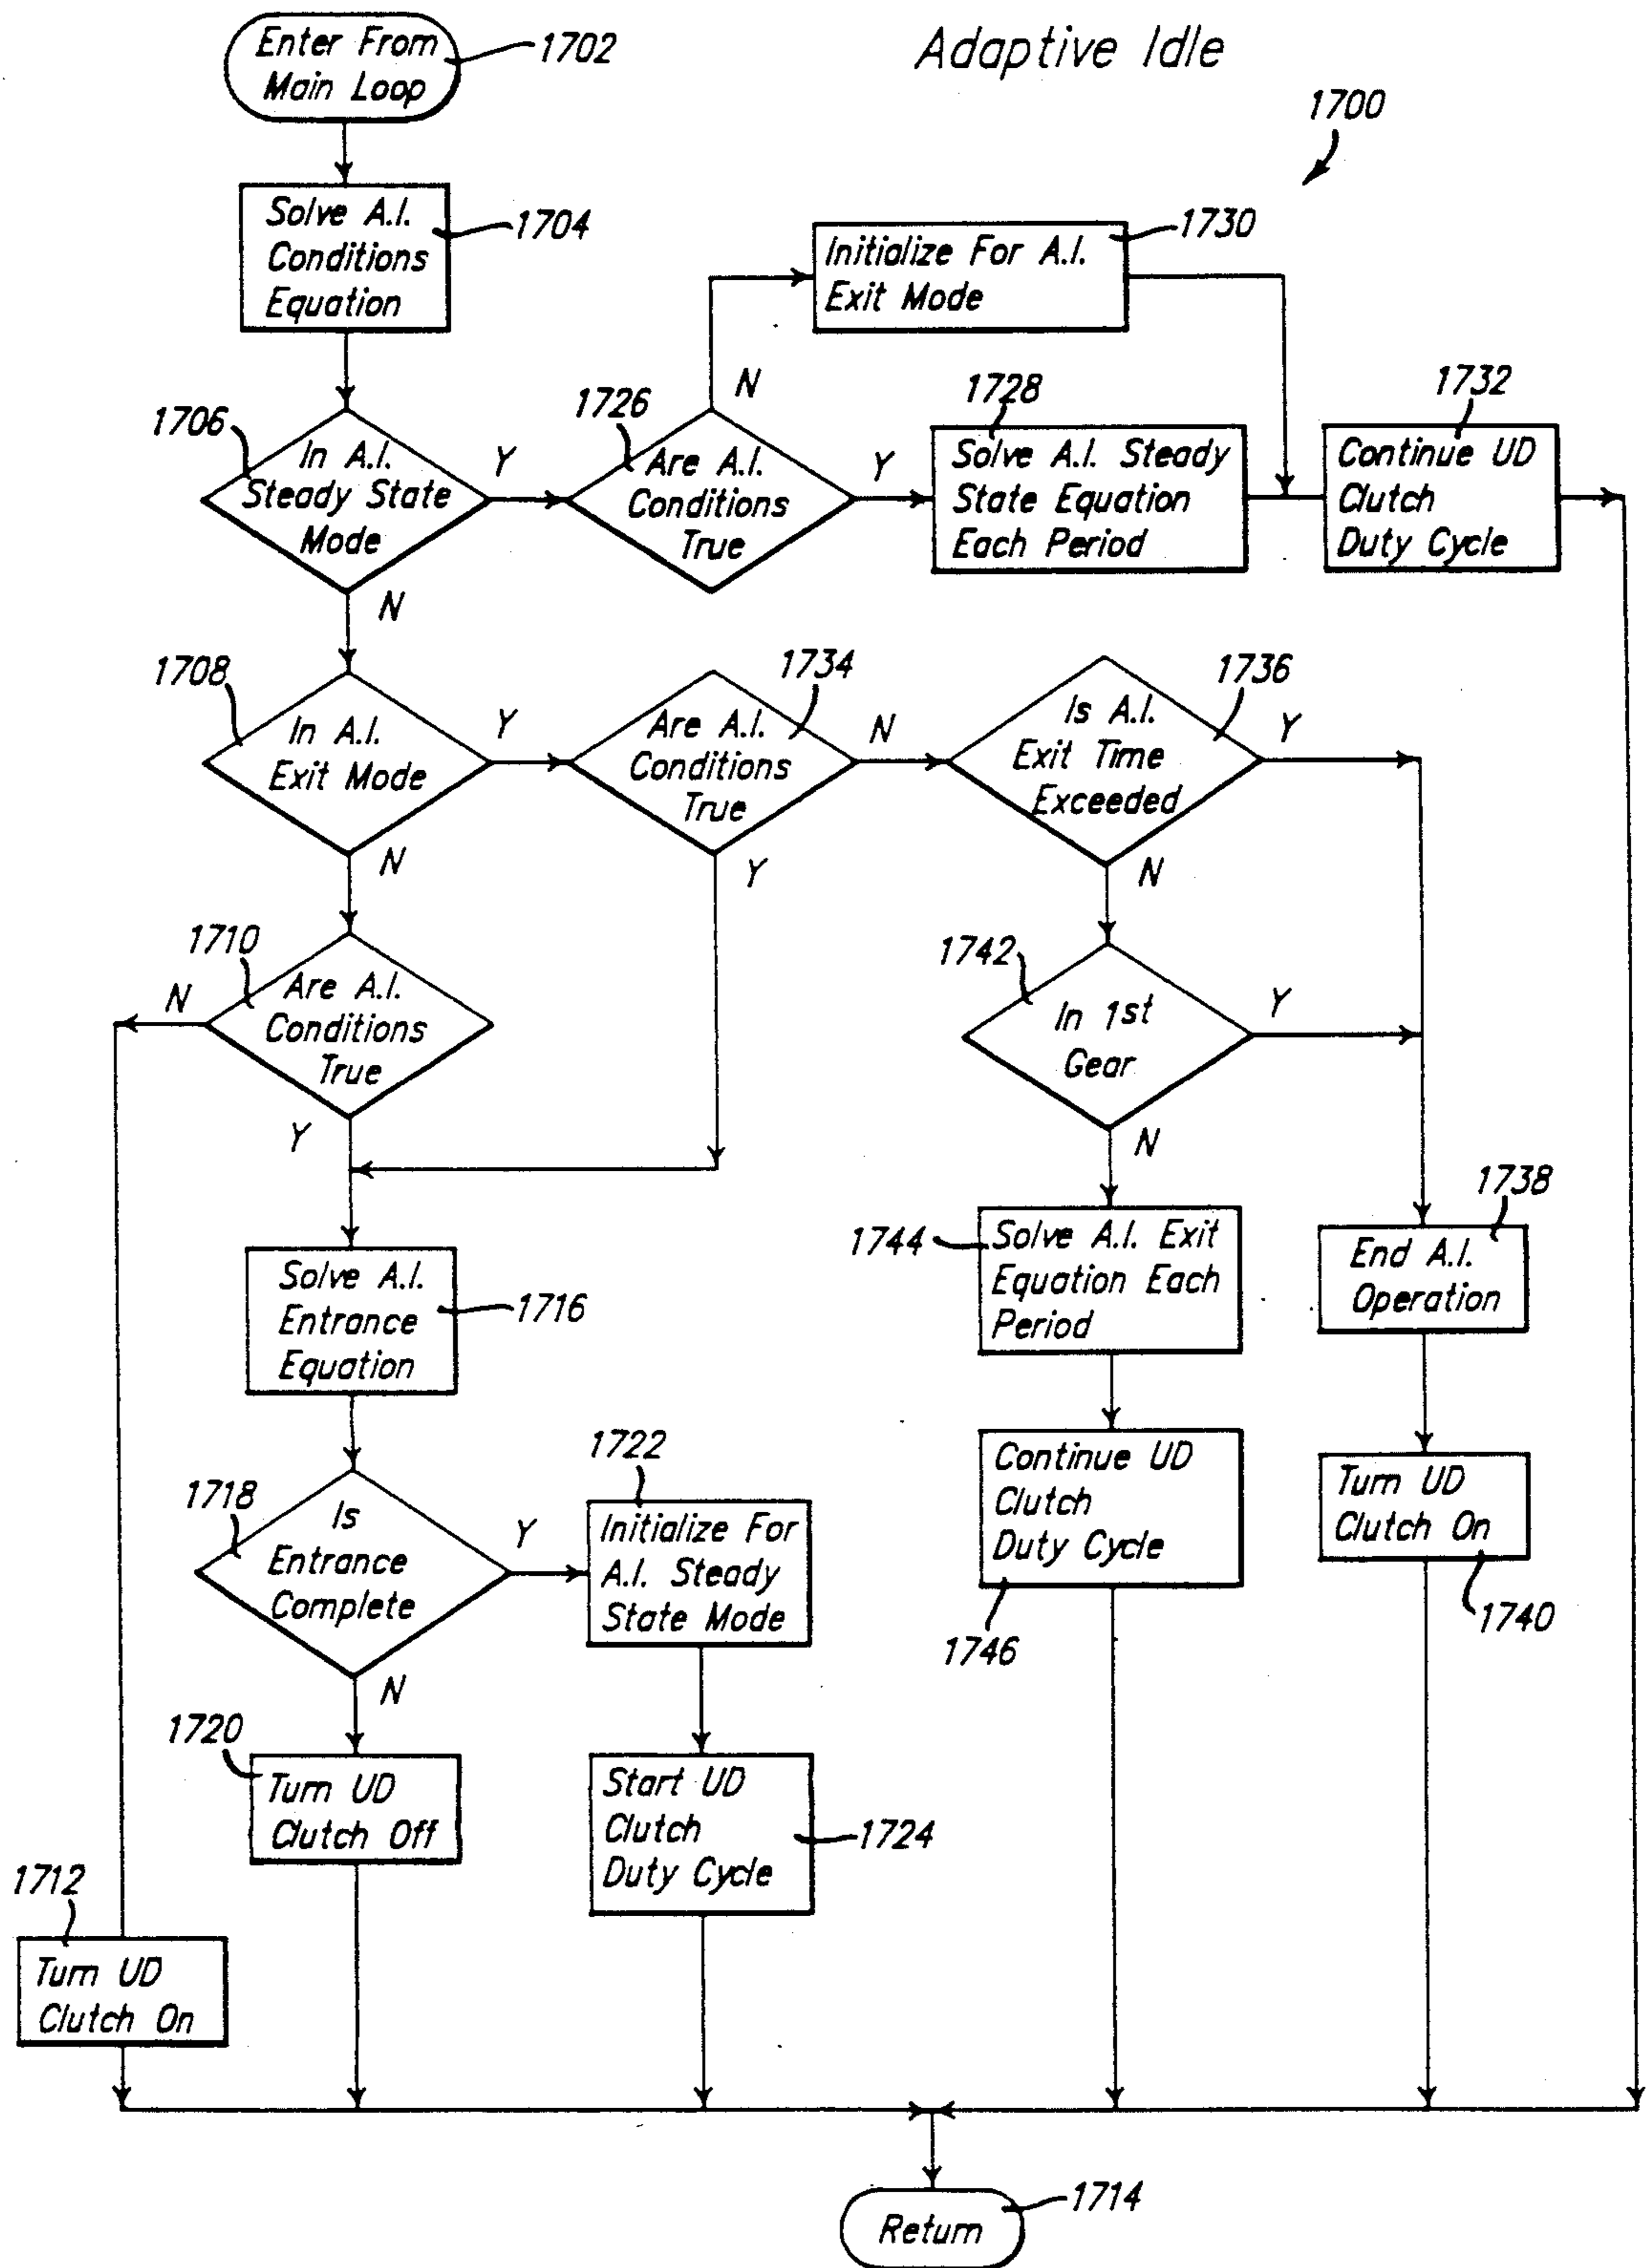 Adaptive Idle
1700
Enter From
Main Loop
1702
Solve A.I.
Conditions
Equation
1704
Initialize For A.I.
Exit Mode
1730
1706
In A.I.
Steady State
Mode
Y
N
1726
Are A.I.
Conditions
True
N
Y
1728
Solve A.I. Steady
State Equation
Each Period
1732
Continue UD
Clutch
Duty Cycle
1708
In A.I.
Exit Mode
Y
N
1734
Are A.I.
Conditions
True
N
Y
1736
Is A.I.
Exit Time
Exceeded
Y
N
1710
Are A.I.
Conditions
True
N
Y
1742
In 1st
Gear
Y
N
1744
Solve A.I. Exit
Equation Each
Period
1738
End A.I.
Operation
Solve A.I.
Entrance
Equation
1716
Continue UD
Clutch
Duty Cycle
1746
Turn UD
Clutch On
1740
1718
Is
Entrance
Complete
Y
N
1722
Initialize For
A.I. Steady
State Mode
1720
Turn UD
Clutch Off
Start UD
Clutch
Duty Cycle
1724
1712
Turn UD
Clutch On
Return
1714